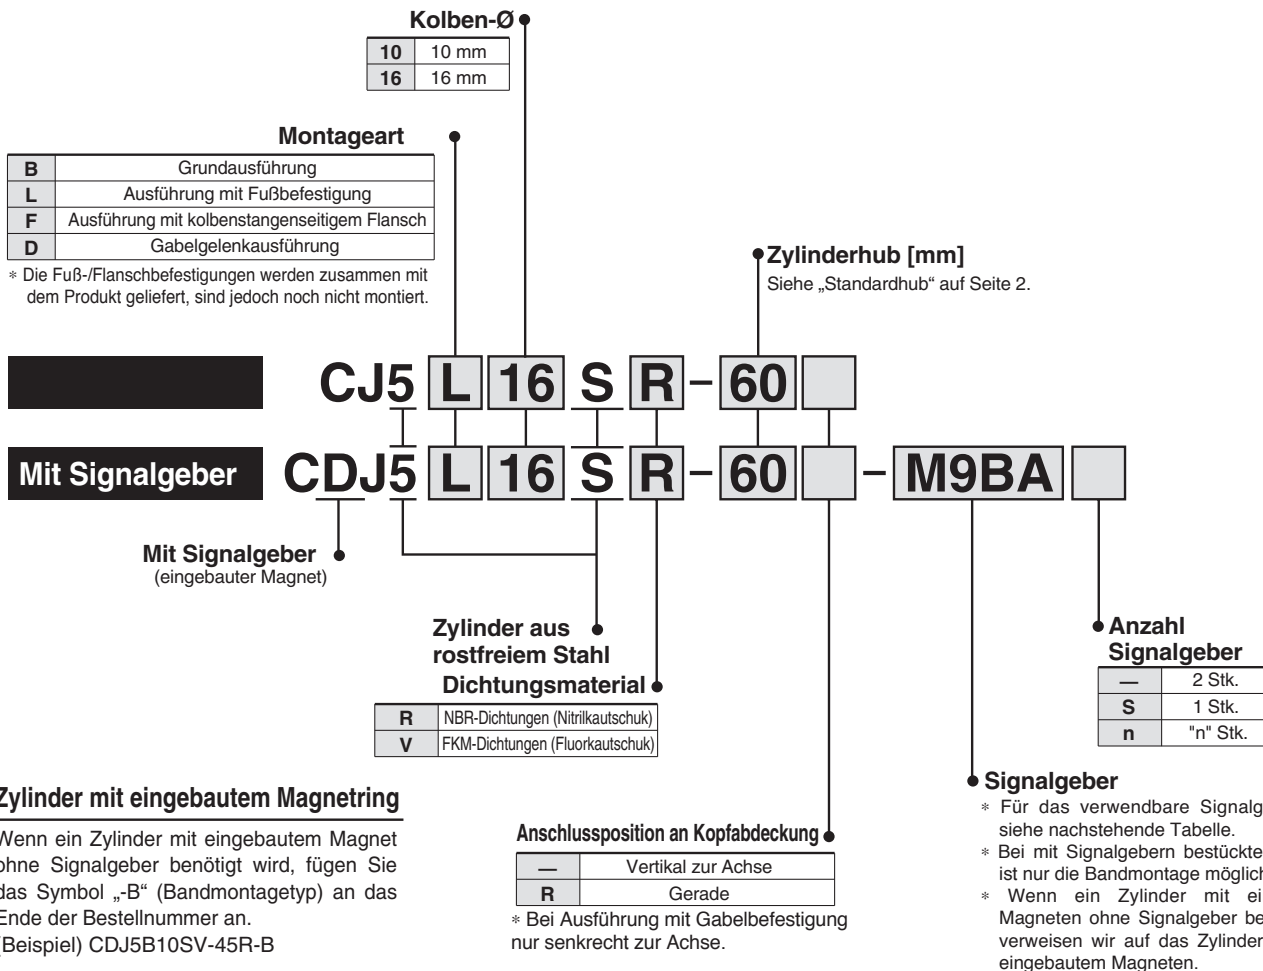 Kolben-Ø
10 10 mm
16 16 mm
Montageart
B Grundausführung
L Ausführung mit Fußbefestigung
F Ausführung mit kolbenstangenseitigem Flansch
D Gabelgelenkausführung
* Die Fuß-/Flanschbefestigungen werden zusammen mit
dem Produkt geliefert, sind jedoch noch nicht montiert.
Zylinderhub [mm]
Siehe „Standardhub“ auf Seite 2.
CJ5 L 16 S R - 60
Mit Signalgeber CDJ5 L 16 S R - 60 - M9BA
Mit Signalgeber
(eingebauter Magnet)
Zylinder aus
rostfreiem Stahl
Dichtungsmaterial
R NBR-Dichtungen (Nitrilkautschuk)
V FKM-Dichtungen (Fluorkautschuk)
Anzahl
Signalgeber
— 2 Stk.
S 1 Stk.
n "n" Stk.
Zylinder mit eingebautem Magnetring
Wenn ein Zylinder mit eingebautem Magnet
ohne Signalgeber benötigt wird, fügen Sie
das Symbol „-B“ (Bandmontagetyp) an das
Ende der Bestellnummer an.
(Beispiel) CDJ5B10SV-45R-B
Anschlussposition an Kopfabdeckung
— Vertikal zur Achse
R Gerade
* Bei Ausführung mit Gabelbefestigung
nur senkrecht zur Achse.
Signalgeber
* Für das verwendbare Signalg
siehe nachstehende Tabelle.
* Bei mit Signalgebern bestückte
ist nur die Bandmontage möglich
* Wenn ein Zylinder mit ei
Magneten ohne Signalgeber be
verweisen wir auf das Zylinder
eingebautem Magneten.